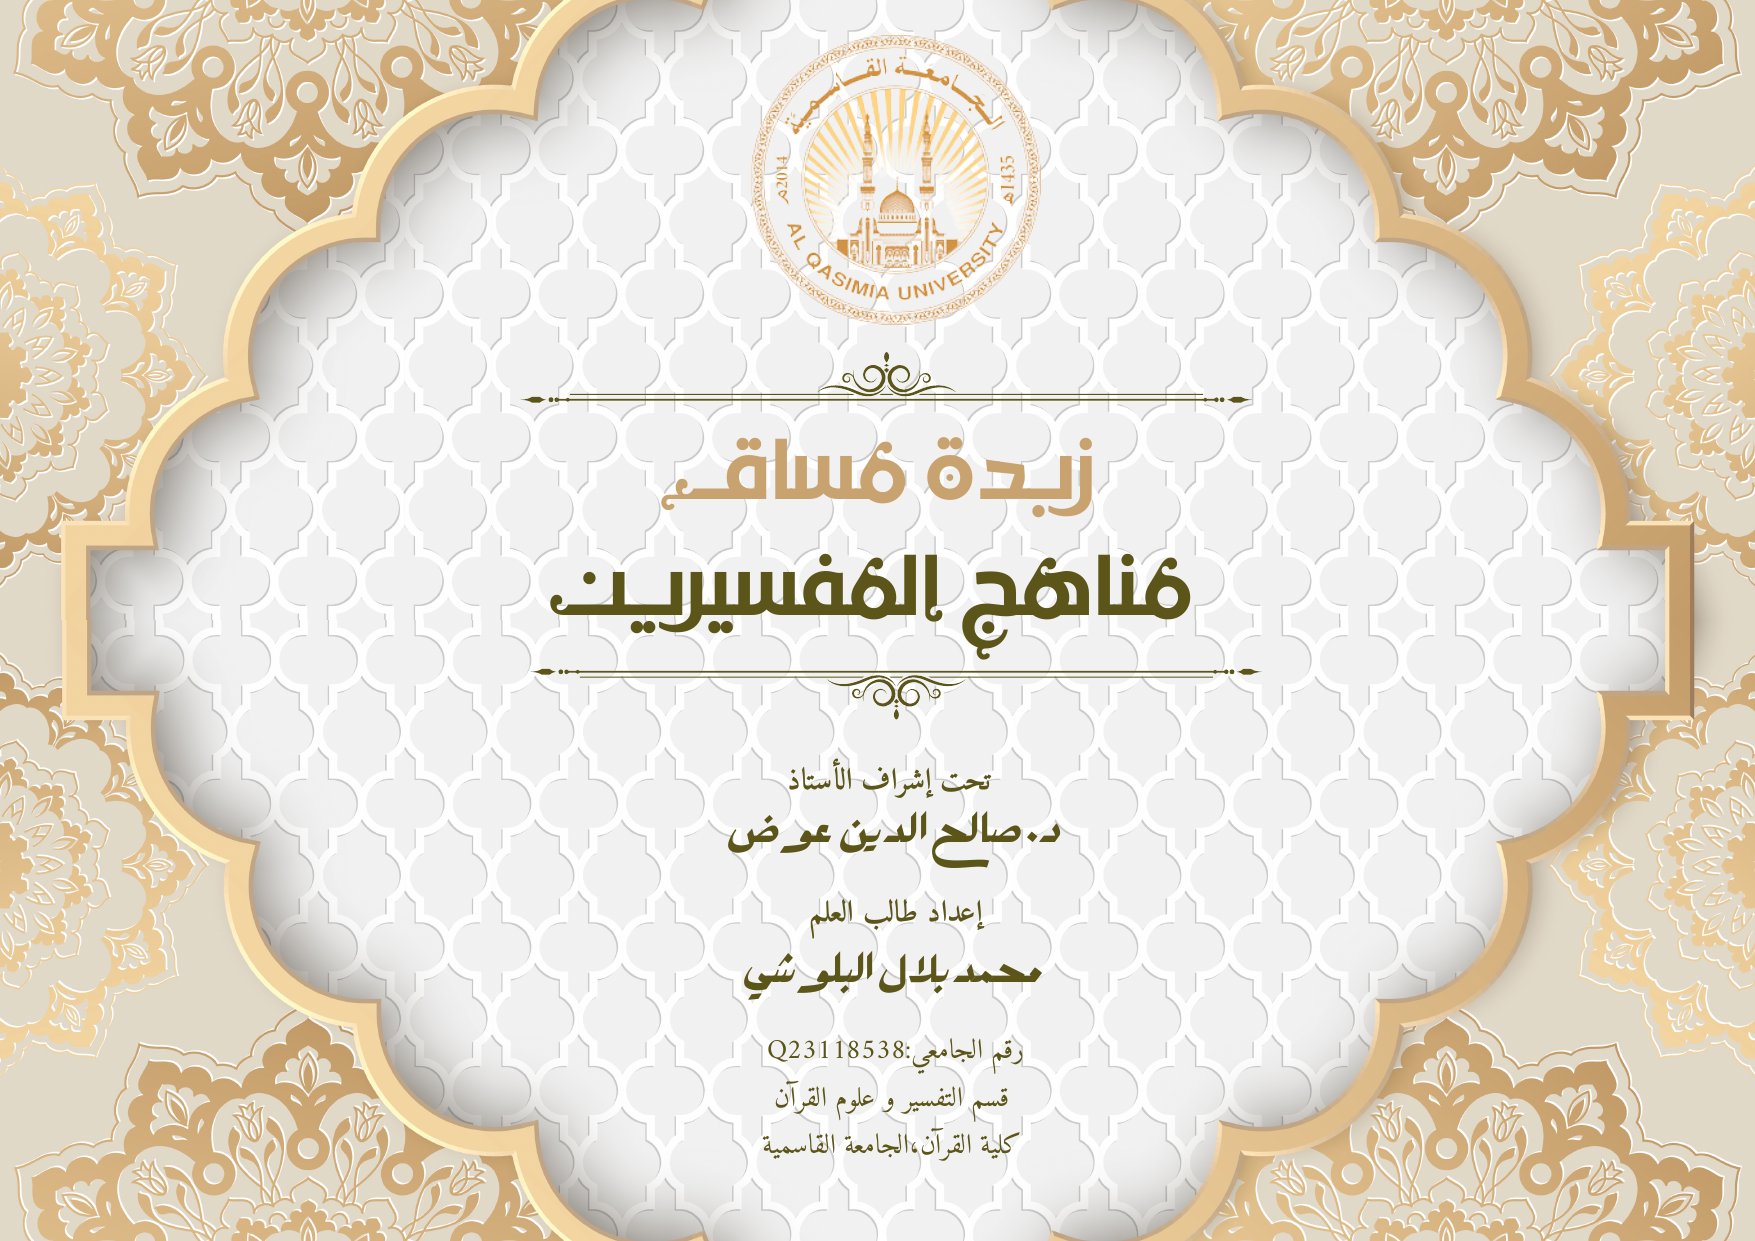 الجامعة القاسمية
1435هـ
2014م
AL QASIMIA UNIVERSITY
زبدة مساق
مناهج المفسيرين
تحت إشراف الأستاذ
د. صالح الدين عوض
إعداد طالب العلم
محمد بلال البلوشي
رقم الجامعي:Q23118538
قسم التفسير و علوم القرآن
كلية القرآن،الجامعة القاسمية